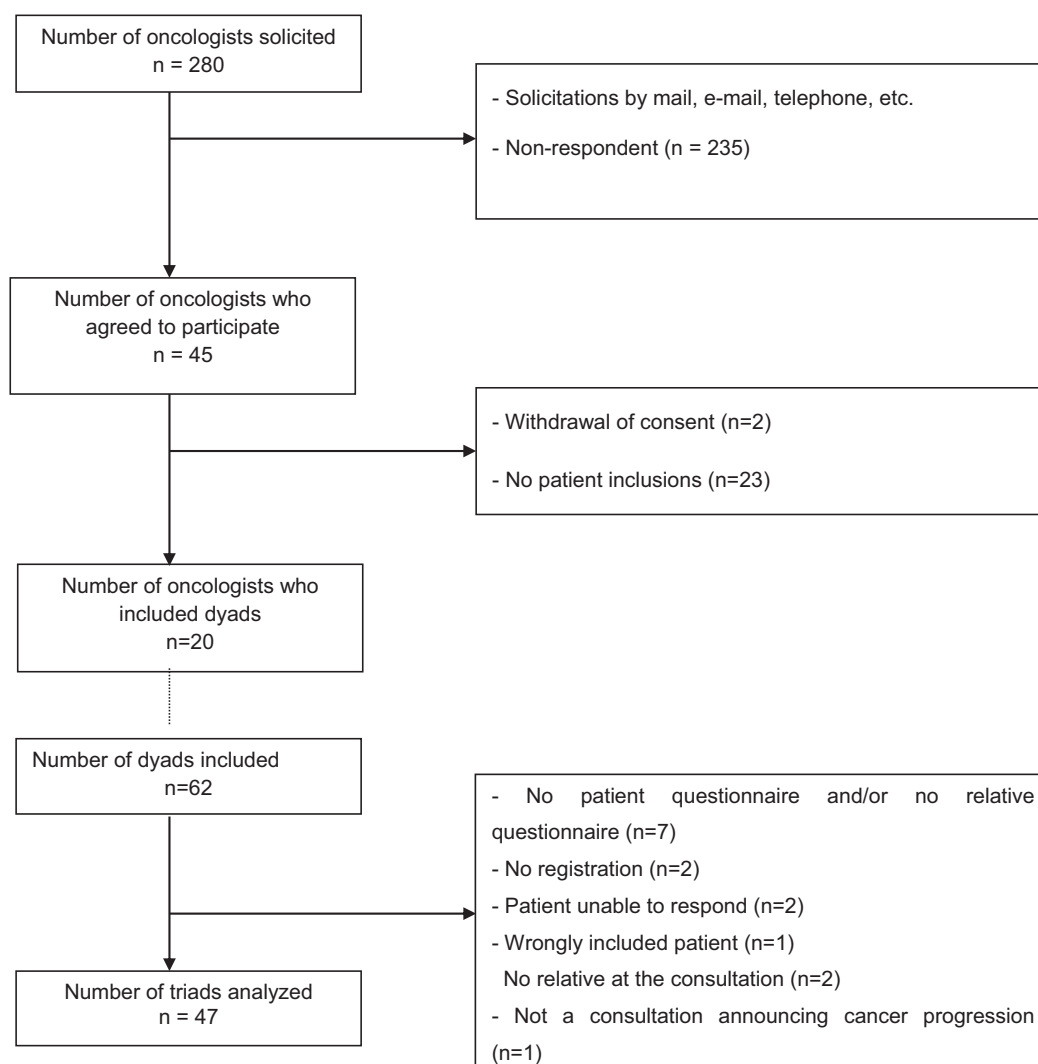 Number of oncologists solicited
n = 280
- Solicitations by mail, e-mail, telephone, etc.
- Non-respondent (n = 235)
Number of oncologists who
agreed to participate
n = 45
- Withdrawal of consent (n=2)
- No patient inclusions (n=23)
Number of oncologists who
included dyads
n=20
Number of dyads included
n=62
- No patient questionnaire and/or no relative
questionnaire (n=7)
- No registration (n=2)
- Patient unable to respond (n=2)
- Wrongly included patient (n=1)
No relative at the consultation (n=2)
- Not a consultation announcing cancer progression
(n=1)
Number of triads analyzed
n = 47